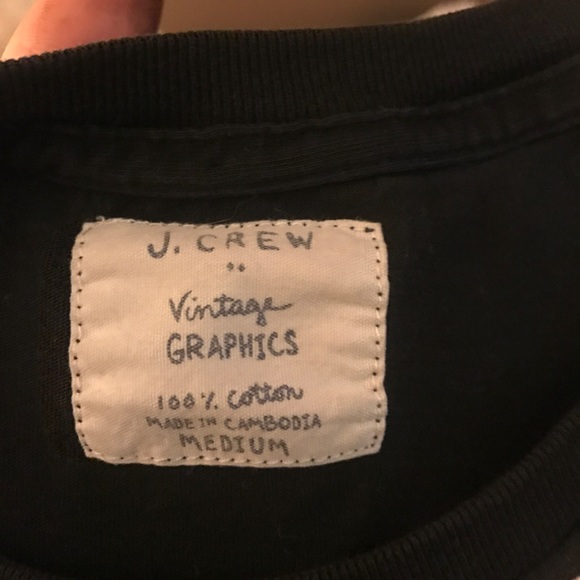 J. CREW
Vintage
GRAPHICS
100% cotton
MADE IN CAMBODIA
MEDIUM